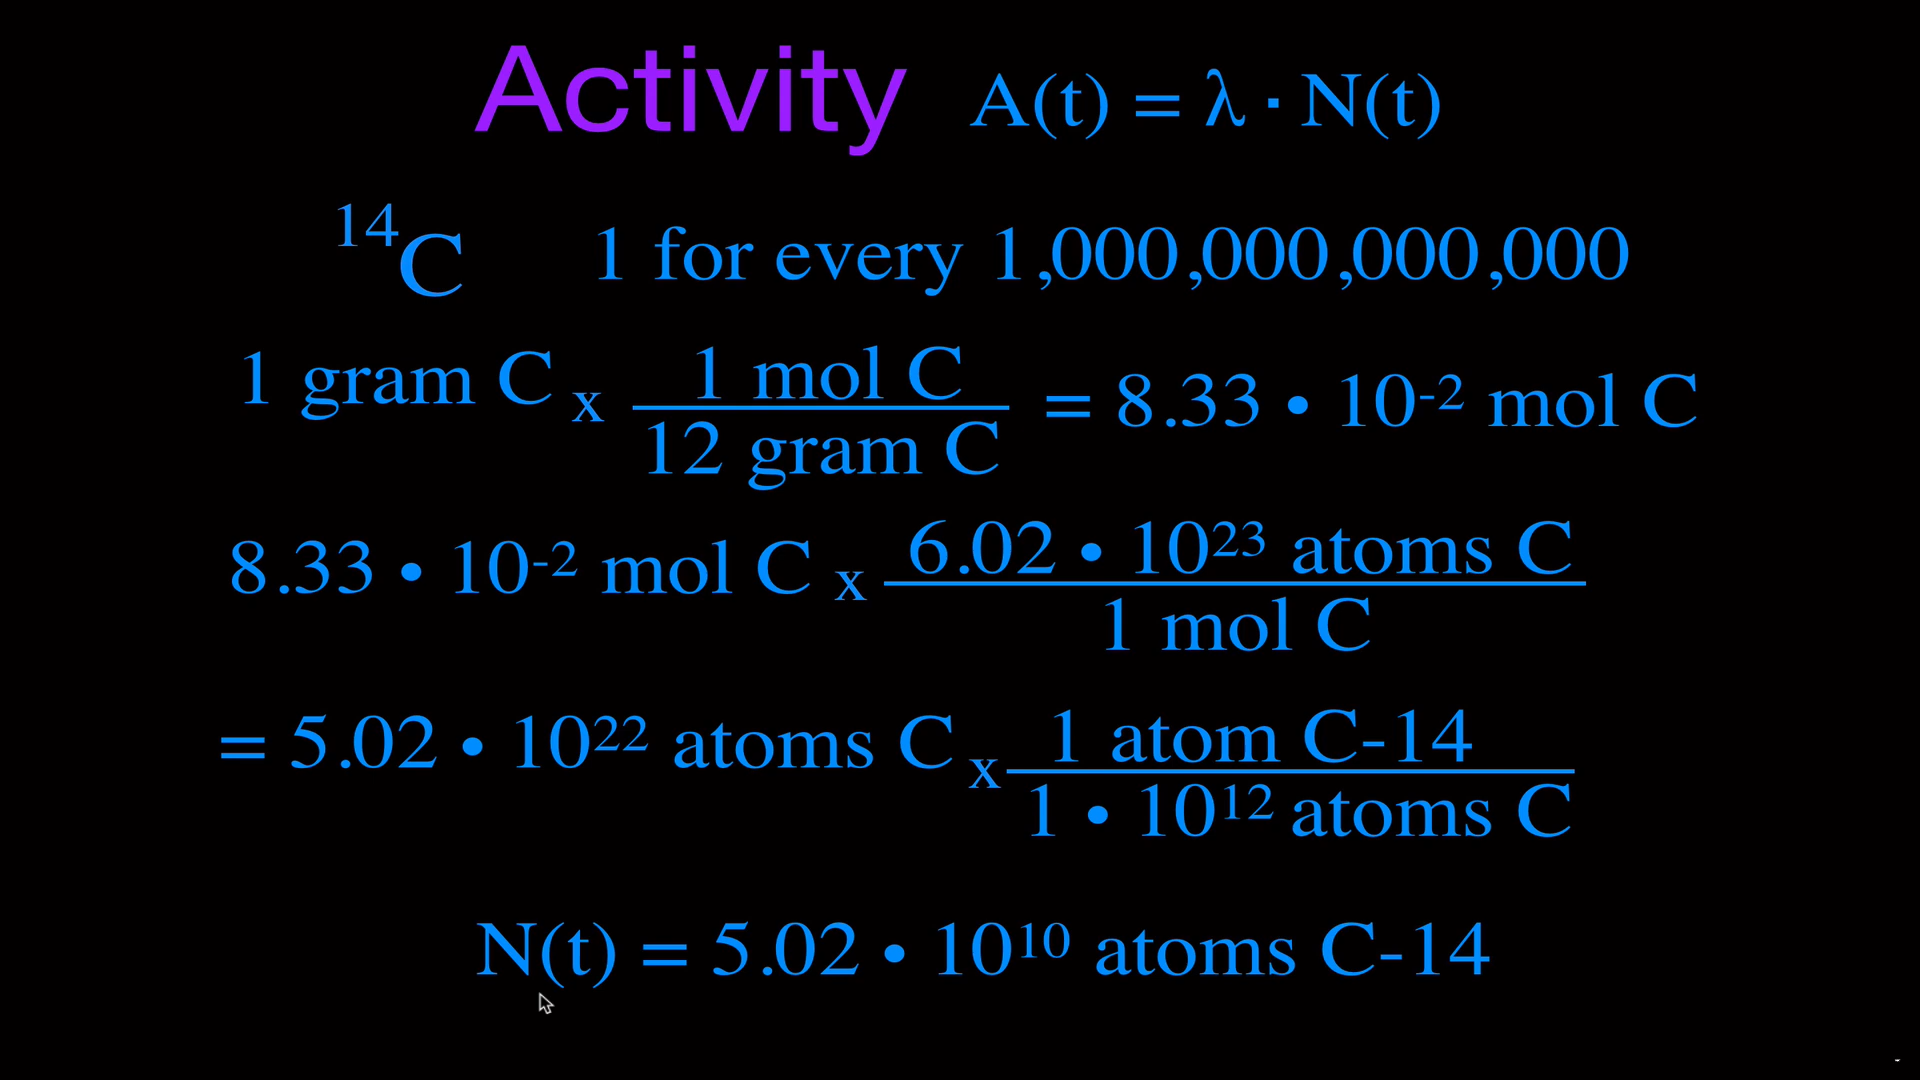 Activity A(t) = λ · N(t)
¹⁴C 1 for every 1,000,000,000,000
1 gram C x 1 mol C / 12 gram C = 8.33 • 10⁻² mol C
8.33 • 10⁻² mol C x 6.02 • 10²³ atoms C / 1 mol C
= 5.02 • 10²² atoms C x 1 atom C-14 / 1 • 10¹² atoms C
N(t) = 5.02 • 10¹⁰ atoms C-14